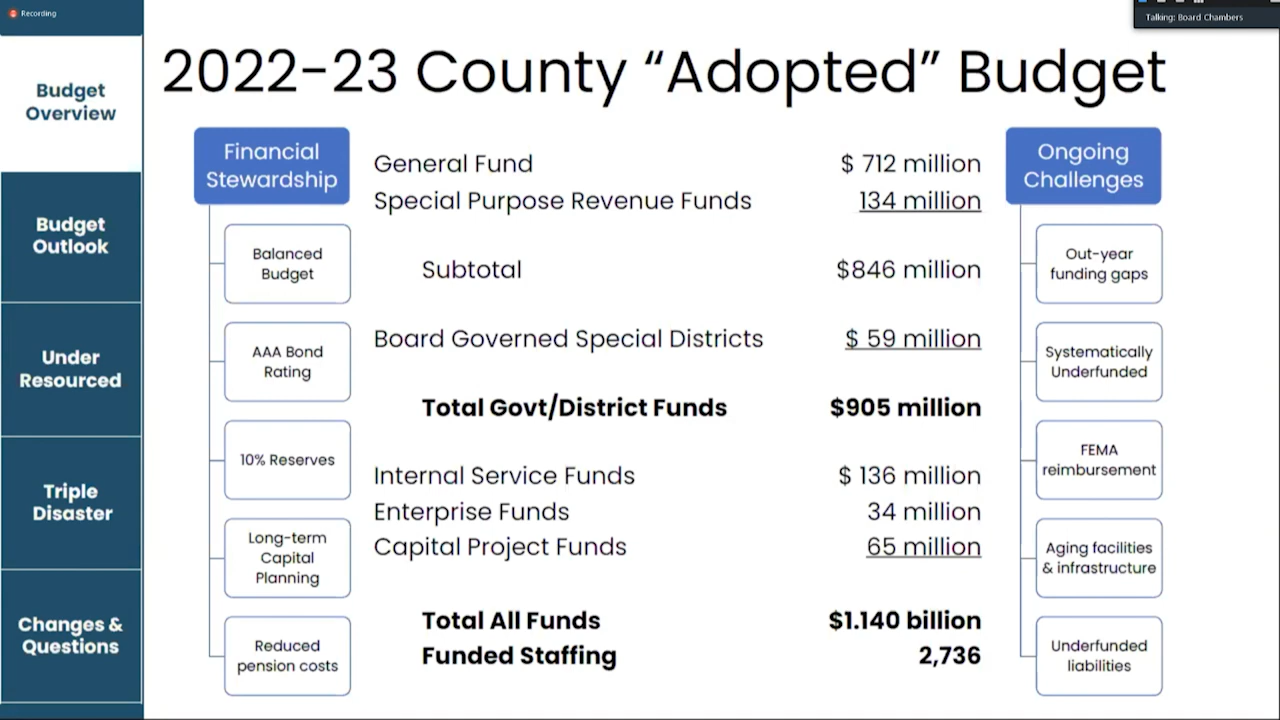 Recording
Talking: Board Chambers
Budget
Overview
Budget
Outlook
Under
Resourced
Triple
Disaster
Changes &
Questions
2022-23 County “Adopted” Budget
Financial
Stewardship
Balanced
Budget
AAA Bond
Rating
10% Reserves
Long-term
Capital
Planning
Reduced
pension costs
General Fund $ 712 million
Special Purpose Revenue Funds 134 million
Subtotal $846 million
Board Governed Special Districts $ 59 million
Total Govt/District Funds $905 million
Internal Service Funds $ 136 million
Enterprise Funds 34 million
Capital Project Funds 65 million
Total All Funds $1.140 billion
Funded Staffing 2,736
Ongoing
Challenges
Out-year
funding gaps
Systematically
Underfunded
FEMA
reimbursement
Aging facilities
& infrastructure
Underfunded
liabilities